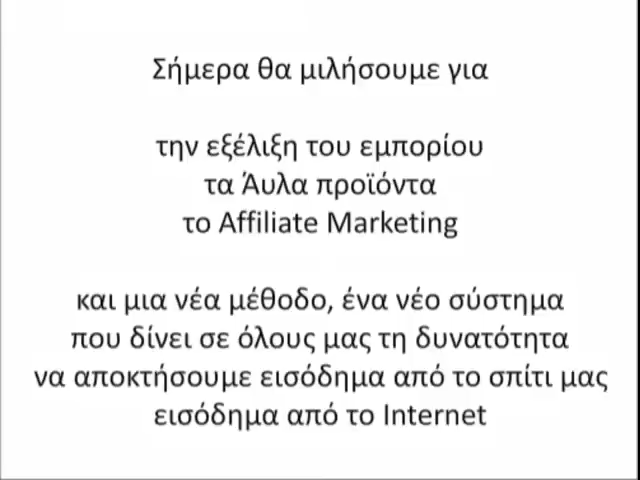 Σήμερα θα μιλήσουμε για
την εξέλιξη του εμπορίου
τα Άυλα προϊόντα
το Affiliate Marketing
και μια νέα μέθοδο, ένα νέο σύστημα
που δίνει σε όλους μας τη δυνατότητα
να αποκτήσουμε εισόδημα από το σπίτι μας
εισόδημα από το Internet